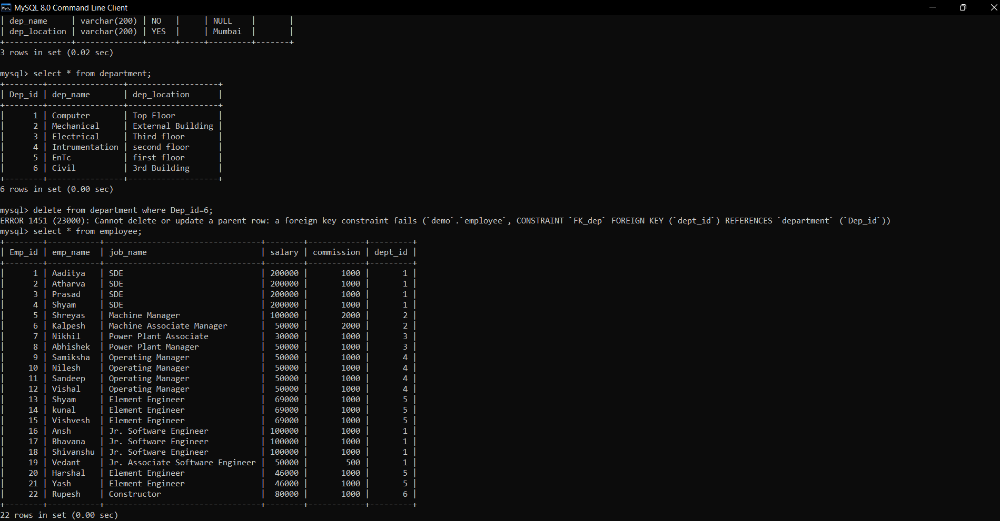 MySQL 8.0 Command Line Client
| dep_name     | varchar(200) | NO   |     | NULL    |       |
| dep_location | varchar(200) | YES  |     | Mumbai  |       |
+--------------+--------------+------+-----+---------+-------+
3 rows in set (0.02 sec)
mysql> select * from department;
+--------+----------------+-------------------+
| Dep_id | dep_name       | dep_location      |
+--------+----------------+-------------------+
|      1 | Computer       | Top Floor         |
|      2 | Mechanical     | External Building |
|      3 | Electrical     | Third floor       |
|      4 | Intrumentation | second floor      |
|      5 | EnTc           | first floor       |
|      6 | Civil          | 3rd Building      |
+--------+----------------+-------------------+
6 rows in set (0.00 sec)
mysql> delete from department where Dep_id=6;
ERROR 1451 (23000): Cannot delete or update a parent row: a foreign key constraint fails (`demo`.`employee`, CONSTRAINT `FK_dep` FOREIGN KEY (`dept_id`) REFERENCES `department` (`Dep_id`))
mysql> select * from employee;
+--------+-----------+---------------------------------+--------+------------+---------+
| Emp_id | emp_name  | job_name                        | salary | commission | dept_id |
+--------+-----------+---------------------------------+--------+------------+---------+
|      1 | Aaditya   | SDE                             | 200000 |       1000 |       1 |
|      2 | Atharva   | SDE                             | 200000 |       1000 |       1 |
|      3 | Prasad    | SDE                             | 200000 |       1000 |       1 |
|      4 | Shyam     | SDE                             | 200000 |       1000 |       1 |
|      5 | Shreyas   | Machine Manager                 | 100000 |       2000 |       2 |
|      6 | Kalpesh   | Machine Associate Manager       |  50000 |       2000 |       2 |
|      7 | Nikhil    | Power Plant Associate           |  30000 |       1000 |       3 |
|      8 | Abhishek  | Power Plant Manager             |  50000 |       1000 |       3 |
|      9 | Samiksha  | Operating Manager               |  50000 |       1000 |       4 |
|     10 | Nilesh    | Operating Manager               |  50000 |       1000 |       4 |
|     11 | Sandeep   | Operating Manager               |  50000 |       1000 |       4 |
|     12 | Vishal    | Operating Manager               |  50000 |       1000 |       4 |
|     13 | Shyam     | Element Engineer                |  69000 |       1000 |       5 |
|     14 | kunal     | Element Engineer                |  69000 |       1000 |       5 |
|     15 | Vishvesh  | Element Engineer                |  69000 |       1000 |       5 |
|     16 | Ansh      | Jr. Software Engineer           | 100000 |       1000 |       1 |
|     17 | Bhavana   | Jr. Software Engineer           | 100000 |       1000 |       1 |
|     18 | Shivanshu | Jr. Software Engineer           | 100000 |       1000 |       1 |
|     19 | Vedant    | Jr. Associate Software Engineer |  50000 |        500 |       1 |
|     20 | Harshal   | Element Engineer                |  46000 |       1000 |       5 |
|     21 | Yash      | Element Engineer                |  46000 |       1000 |       5 |
|     22 | Rupesh    | Constructor                     |  80000 |       1000 |       6 |
+--------+-----------+---------------------------------+--------+------------+---------+
22 rows in set (0.00 sec)